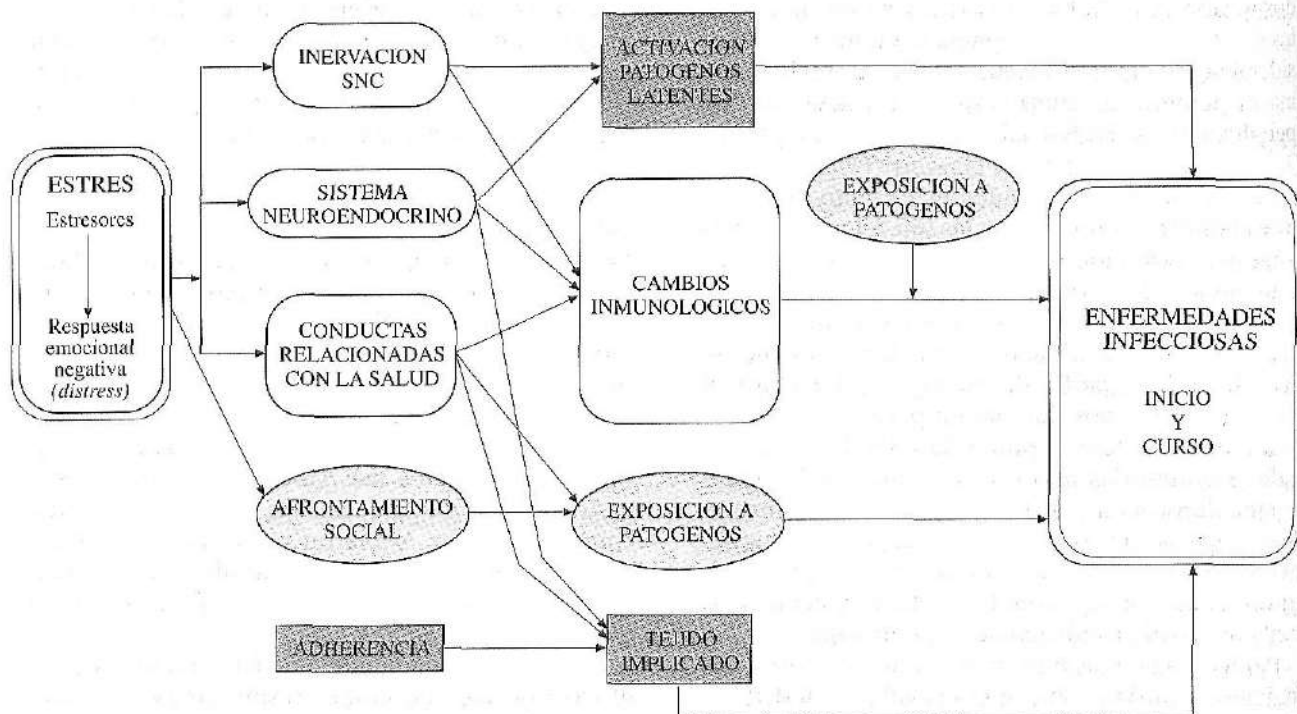 ESTRES
Estresores
Respuesta
emocional
negativa
(distress)
INERVACION
SNC
SISTEMA
NEUROENDOCRINO
CONDUCTAS
RELACIONADAS
CON LA SALUD
AFRONTAMIENTO
SOCIAL
ADHERENCIA
ACTIVACION
PATOGENOS
LATENTES
CAMBIOS
INMUNOLOGICOS
EXPOSICION A
PATOGENOS
TEJIDO
IMPLICADO
EXPOSICION A
PATOGENOS
ENFERMEDADES
INFECCIOSAS
INICIO
Y
CURSO